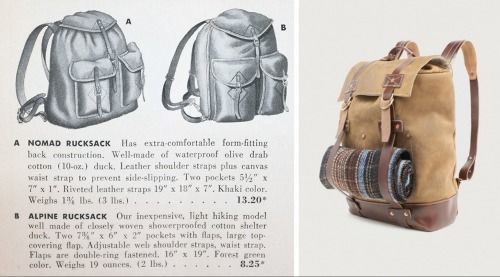 A
B
A NOMAD RUCKSACK Has extra-comfortable form-fitting
back construction. Well-made of waterproof olive drab
cotton (10-oz.) duck. Leather shoulder straps plus canvas
waist strap to prevent side-slipping. Two pockets 5½" x
7" x 1". Riveted leather straps 19" x 18" x 7". Khaki color.
Weighs 1¾ lbs. (3 lbs.) . . . . . . . . . 13.20*
B ALPINE RUCKSACK Our inexpensive, light hiking model
well made of closely woven showerproofed cotton shelter
duck. Two 7⅜" x 6" x 2" pockets with flaps, large top-
covering flap. Adjustable web shoulder straps, waist strap.
Flaps are double-ring fastened. 16" x 19". Forest green
color. Weighs 19 ounces. (2 lbs.) . . . . . . 8.25*